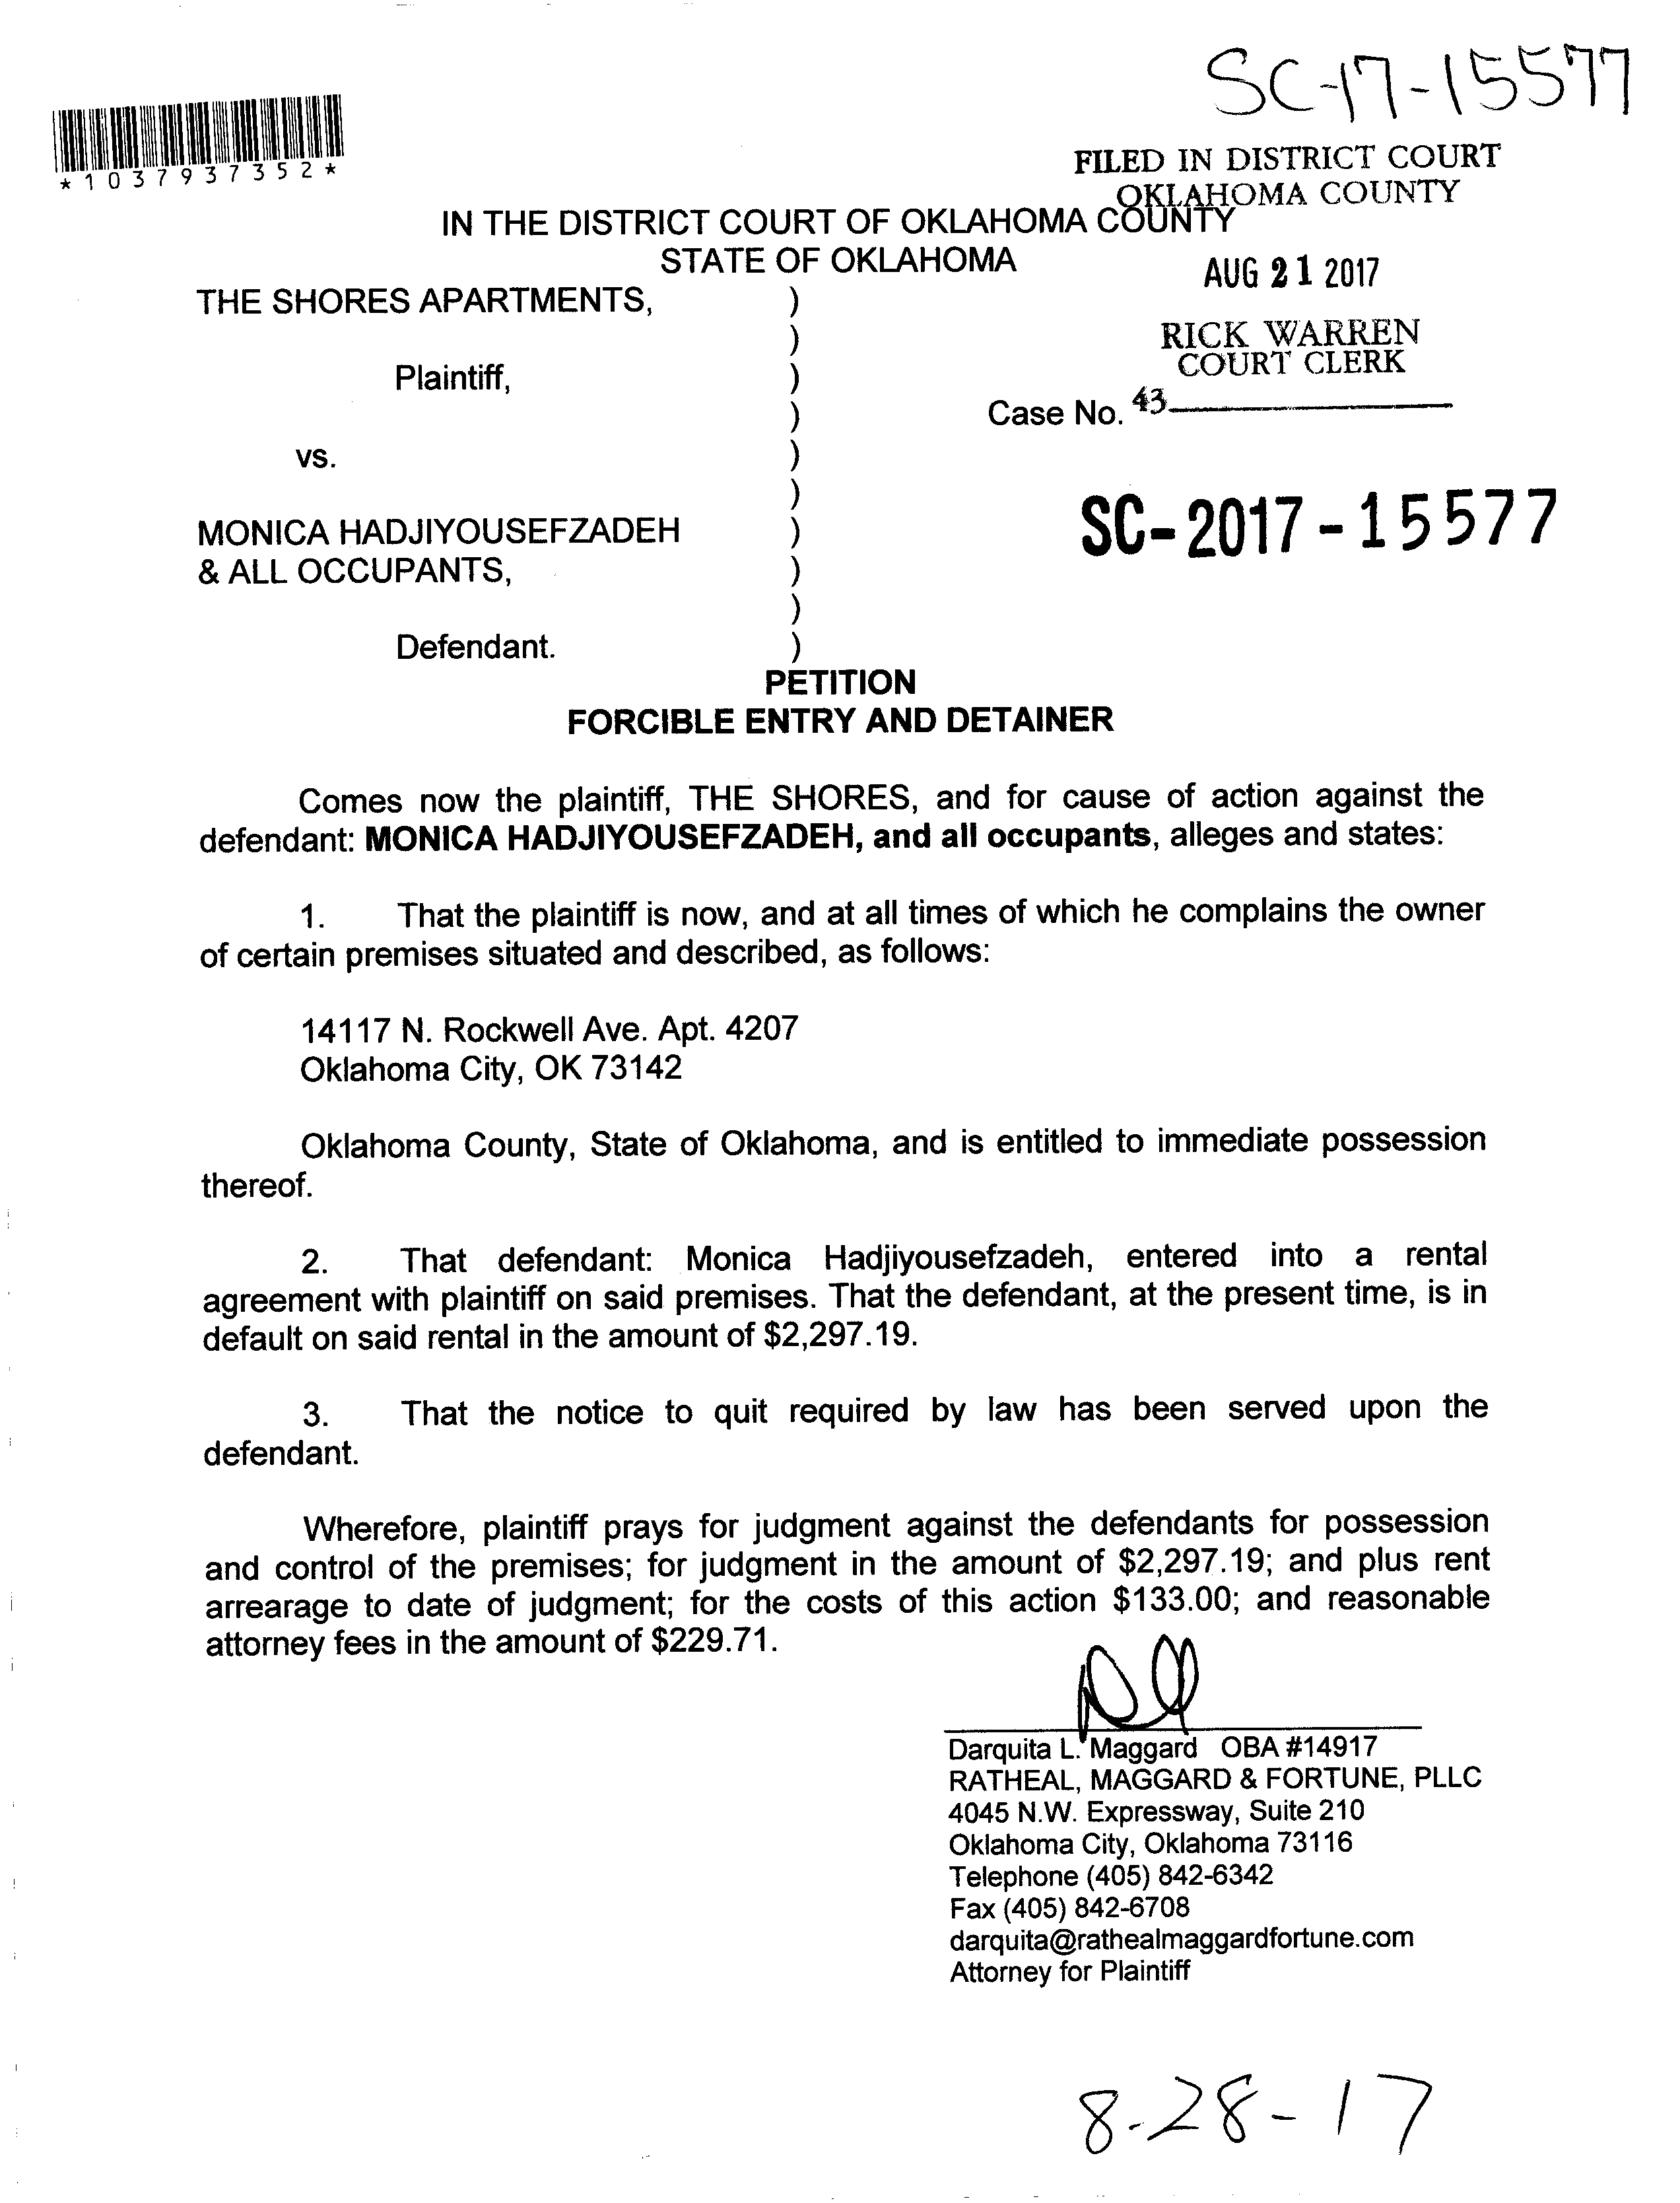 SC-17-15577
*1037937352*
FILED IN DISTRICT COURT
OKLAHOMA COUNTY
IN THE DISTRICT COURT OF OKLAHOMA COUNTY
STATE OF OKLAHOMA
AUG 21 2017
THE SHORES APARTMENTS, )
)
RICK WARREN
COURT CLERK
Plaintiff, )
) Case No. 43
vs. )
)
MONICA HADJIYOUSEFZADEH ) SC-2017-15577
& ALL OCCUPANTS, )
)
Defendant. )
PETITION
FORCIBLE ENTRY AND DETAINER
Comes now the plaintiff, THE SHORES, and for cause of action against the
defendant: MONICA HADJIYOUSEFZADEH, and all occupants, alleges and states:
1. That the plaintiff is now, and at all times of which he complains the owner
of certain premises situated and described, as follows:
14117 N. Rockwell Ave. Apt. 4207
Oklahoma City, OK 73142
Oklahoma County, State of Oklahoma, and is entitled to immediate possession
thereof.
2. That defendant: Monica Hadjiyousefzadeh, entered into a rental
agreement with plaintiff on said premises. That the defendant, at the present time, is in
default on said rental in the amount of $2,297.19.
3. That the notice to quit required by law has been served upon the
defendant.
Wherefore, plaintiff prays for judgment against the defendants for possession
and control of the premises; for judgment in the amount of $2,297.19; and plus rent
arrearage to date of judgment; for the costs of this action $133.00; and reasonable
attorney fees in the amount of $229.71.
Darquita L. Maggard OBA #14917
RATHEAL, MAGGARD & FORTUNE, PLLC
4045 N.W. Expressway, Suite 210
Oklahoma City, Oklahoma 73116
Telephone (405) 842-6342
Fax (405) 842-6708
darquita@rathealmaggardfortune.com
Attorney for Plaintiff
8-28-17